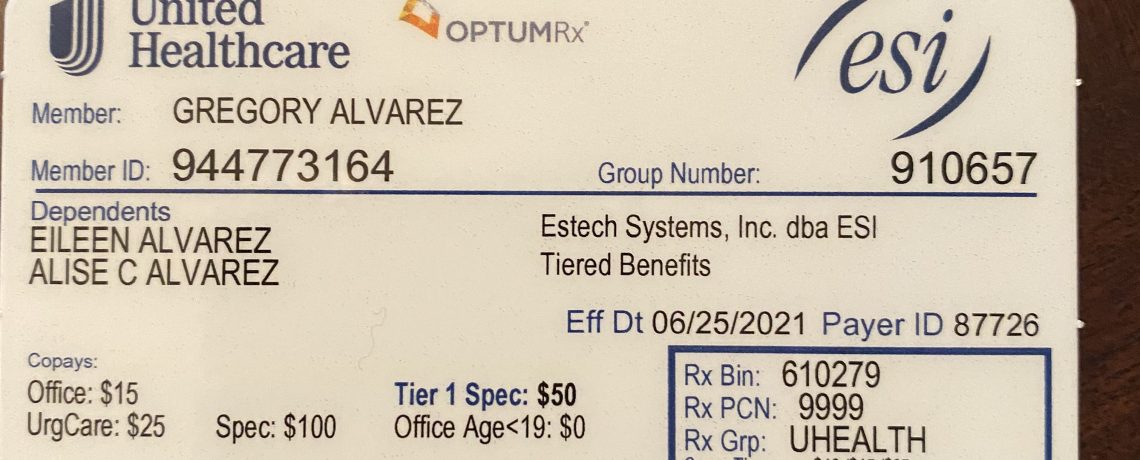 United
Healthcare
OPTUMRx®
esi
Member: GREGORY ALVAREZ
Member ID: 944773164
Group Number: 910657
Dependents
EILEEN ALVAREZ
ALISE C ALVAREZ
Estech Systems, Inc. dba ESI
Tiered Benefits
Eff Dt 06/25/2021 Payer ID 87726
Copays:
Office: $15
UrgCare: $25 Spec: $100
Tier 1 Spec: $50
Office Age<19: $0
Rx Bin: 610279
Rx PCN: 9999
Rx Grp: UHEALTH